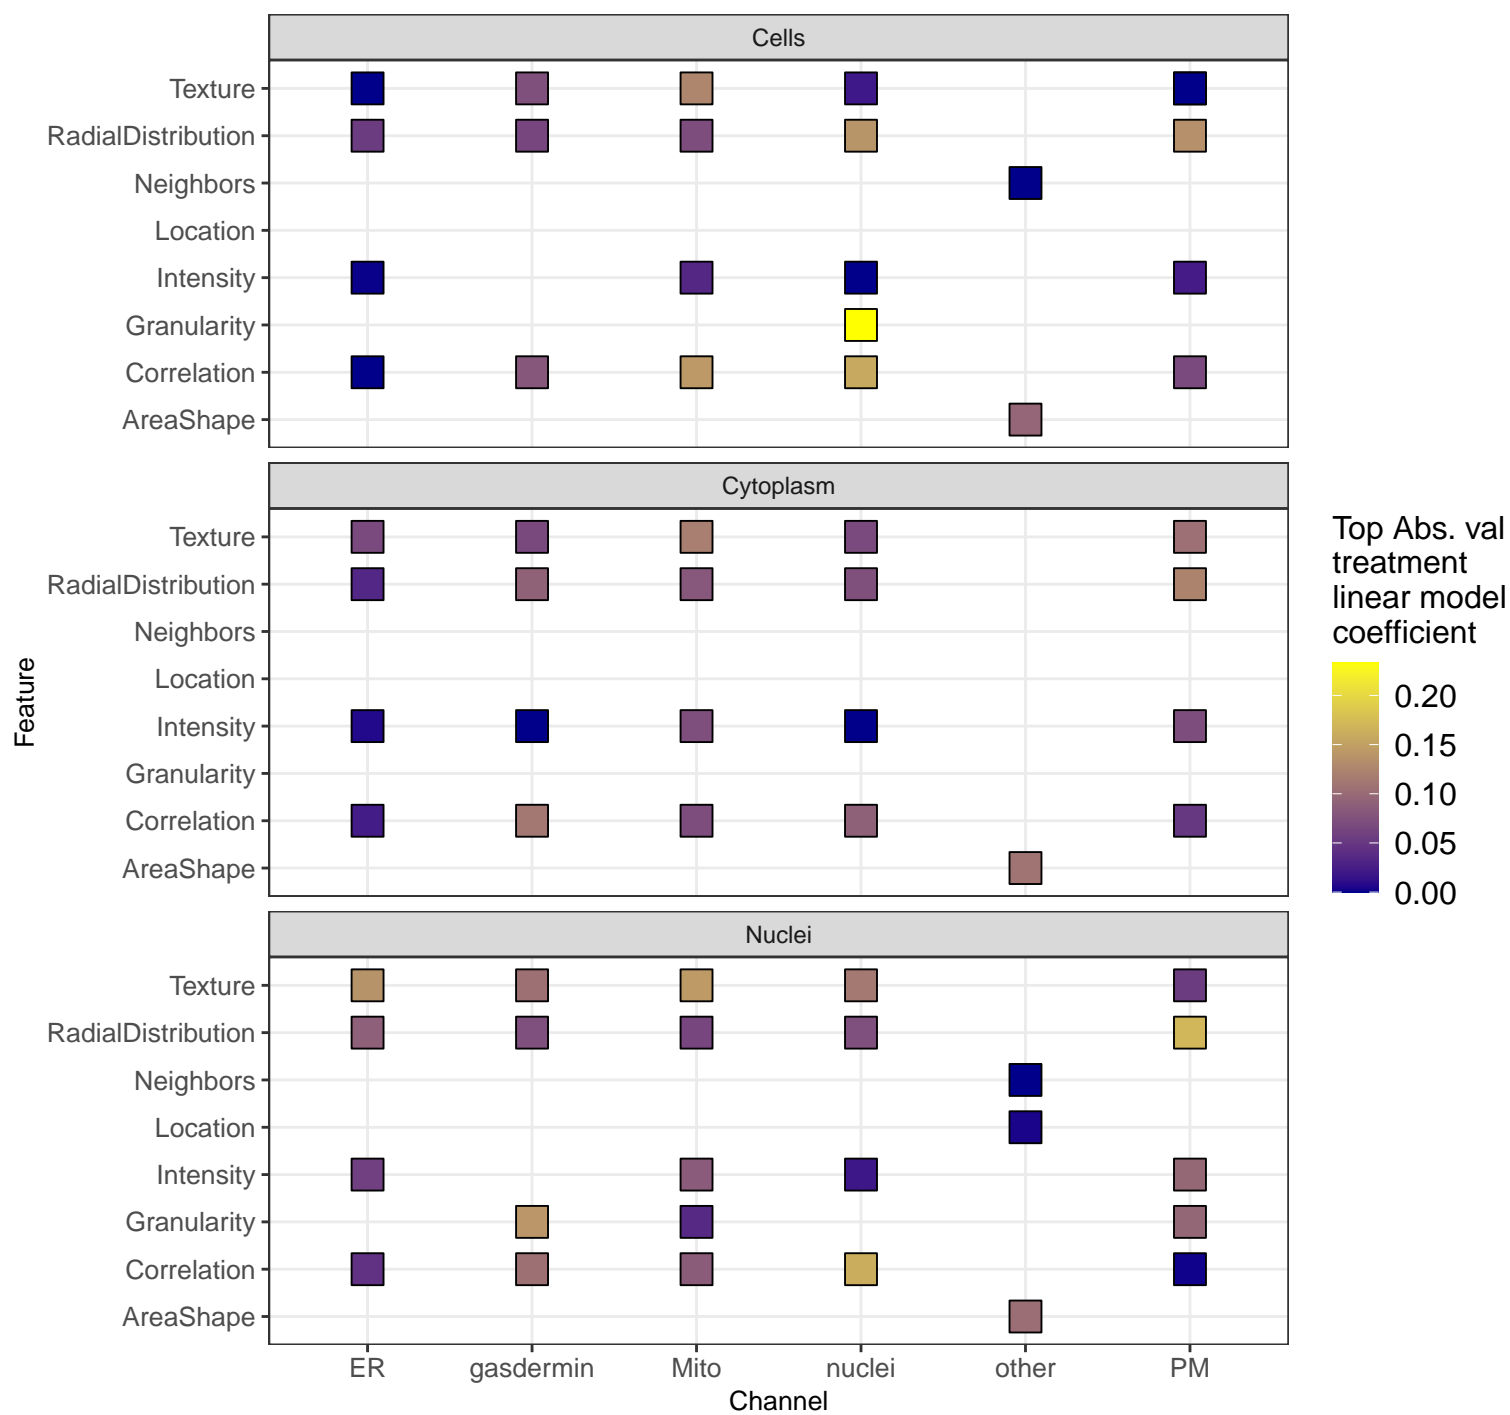 Cells
Texture
RadialDistribution
Neighbors
Location
Intensity
Granularity
Correlation
AreaShape
Cytoplasm
Texture
RadialDistribution
Neighbors
Location
Intensity
Granularity
Correlation
AreaShape
Nuclei
Texture
RadialDistribution
Neighbors
Location
Intensity
Granularity
Correlation
AreaShape
ER gasdermin Mito nuclei other PM
Channel
Feature
Top Abs. val
treatment
linear model
coefficient
0.20
0.15
0.10
0.05
0.00